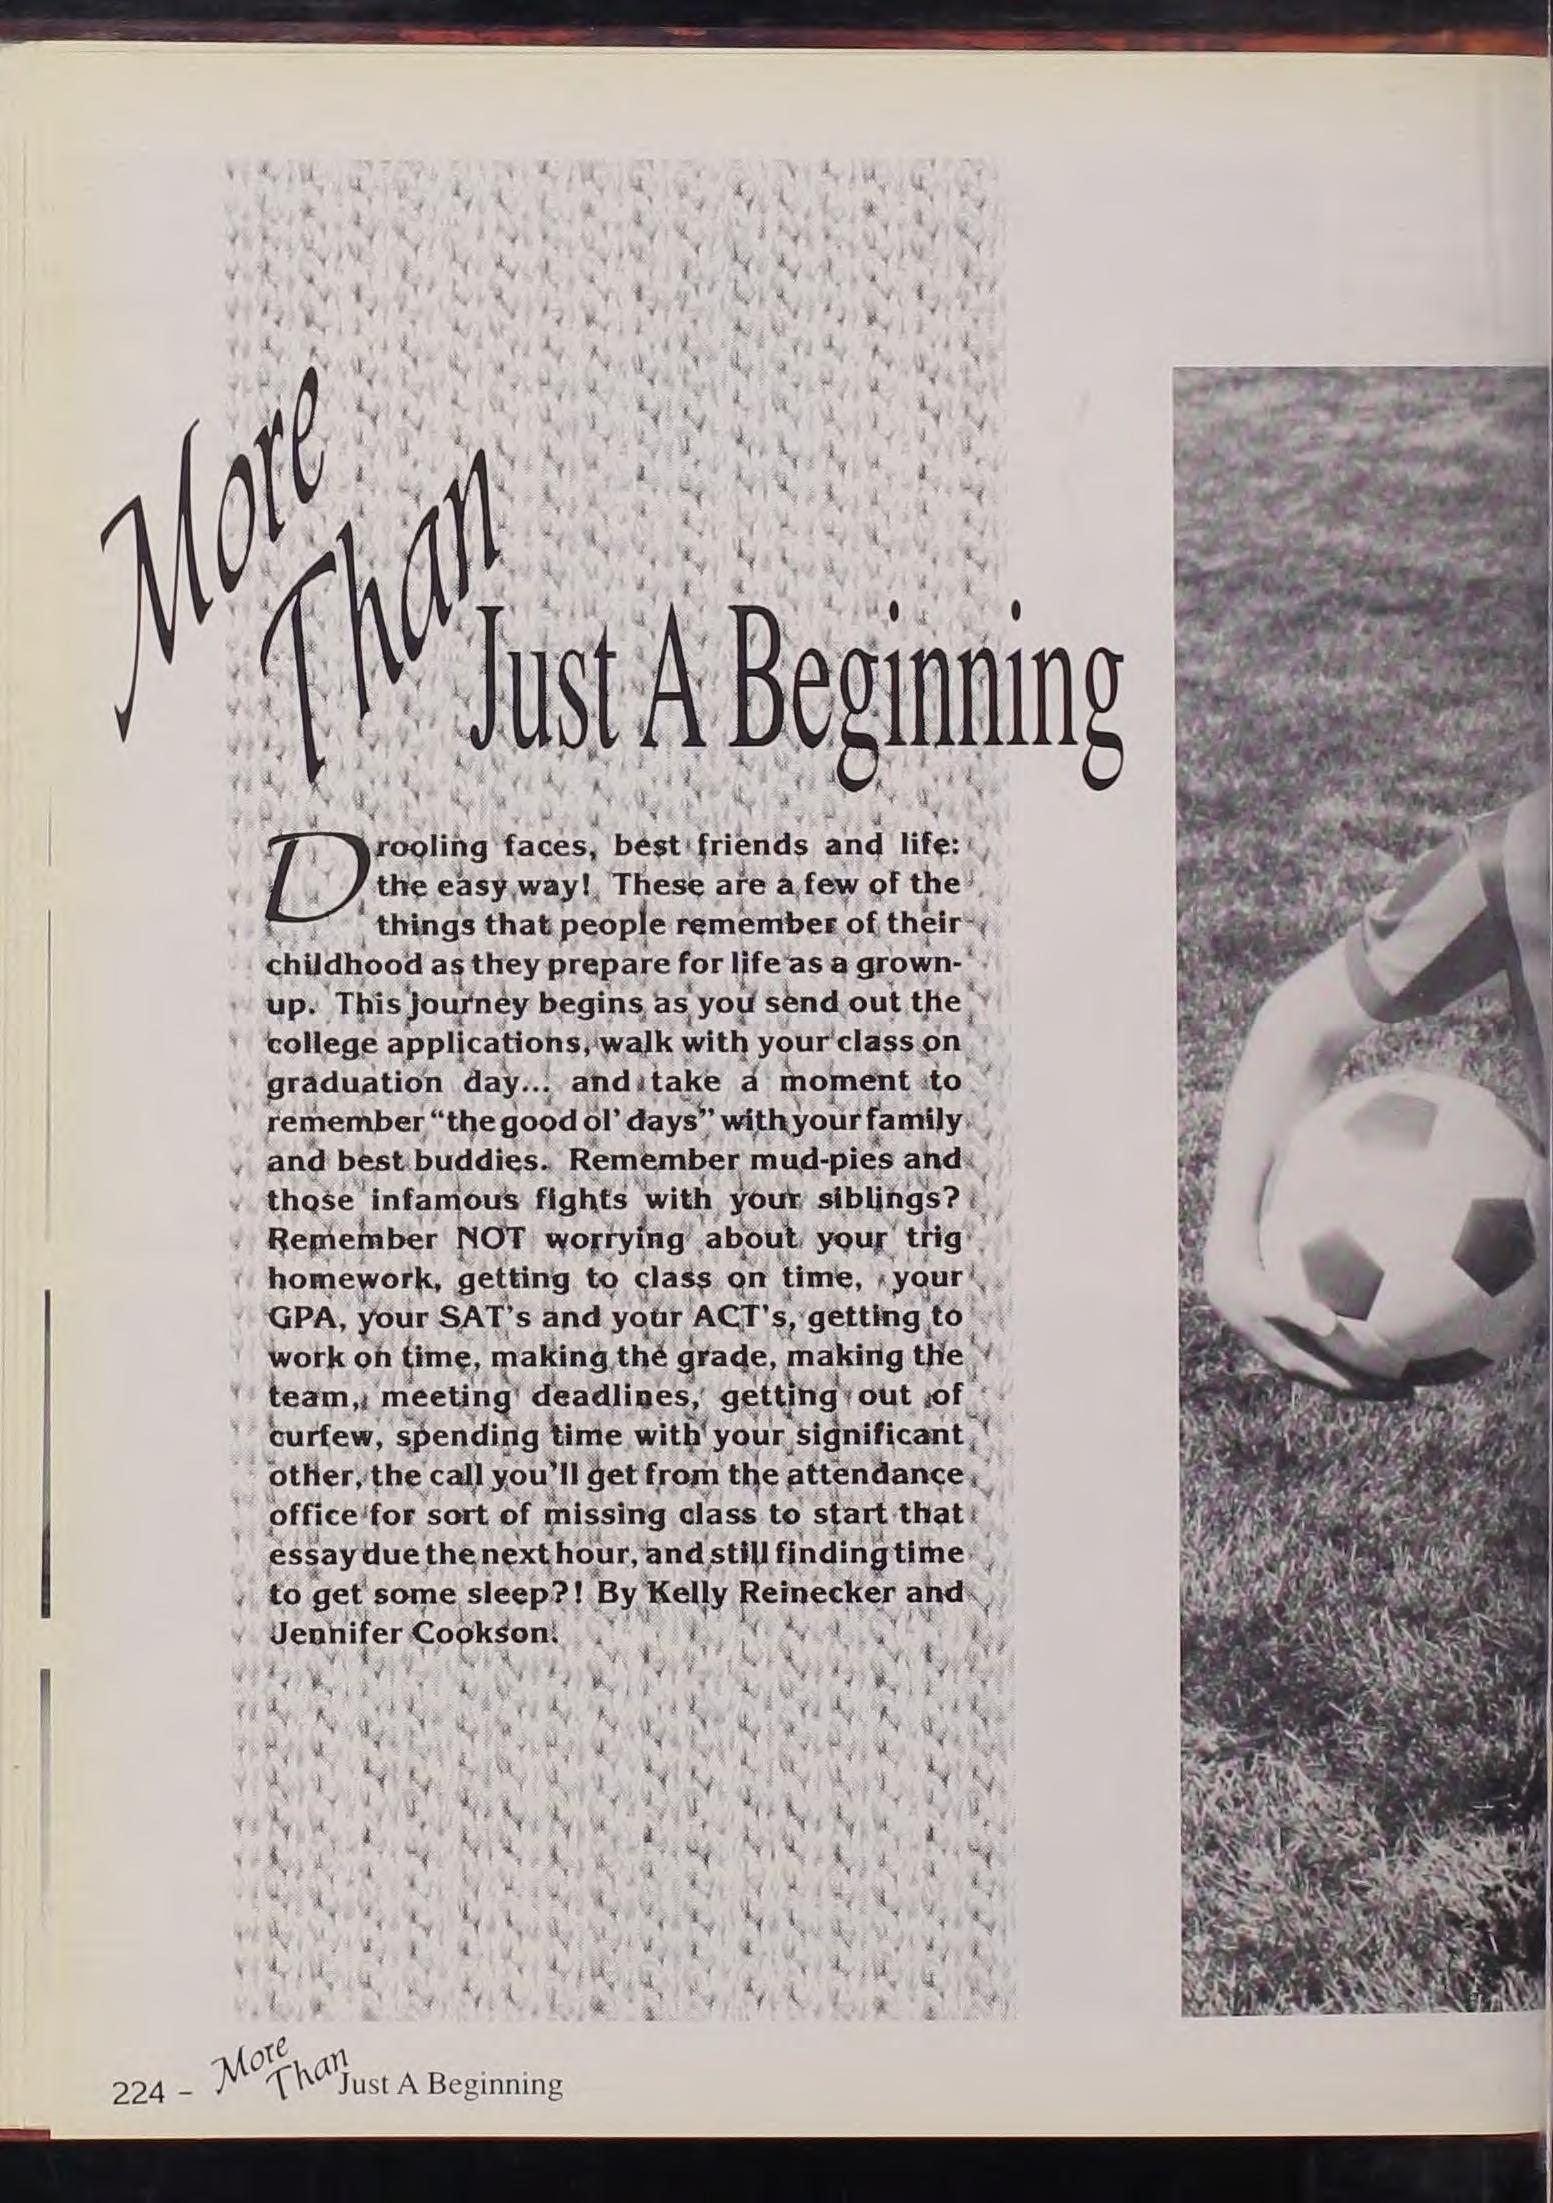 More
Than
Just A Beginning
Drooling faces, best friends and life:
the easy way! These are a few of the
things that people remember of their
childhood as they prepare for life as a grown-
up. This journey begins as you send out the
college applications, walk with your class on
graduation day... and take a moment to
remember “the good ol’ days” with your family
and best buddies. Remember mud-pies and
those infamous fights with your siblings?
Remember NOT worrying about your trig
homework, getting to class on time, your
GPA, your SAT's and your ACT's, getting to
work on time, making the grade, making the
team, meeting deadlines, getting out of
curfew, spending time with your significant
other, the call you'll get from the attendance
office for sort of missing class to start that
essay due the next hour, and still finding time
to get some sleep?! By Kelly Reinecker and
Jennifer Cookson.
224 - More Than Just A Beginning